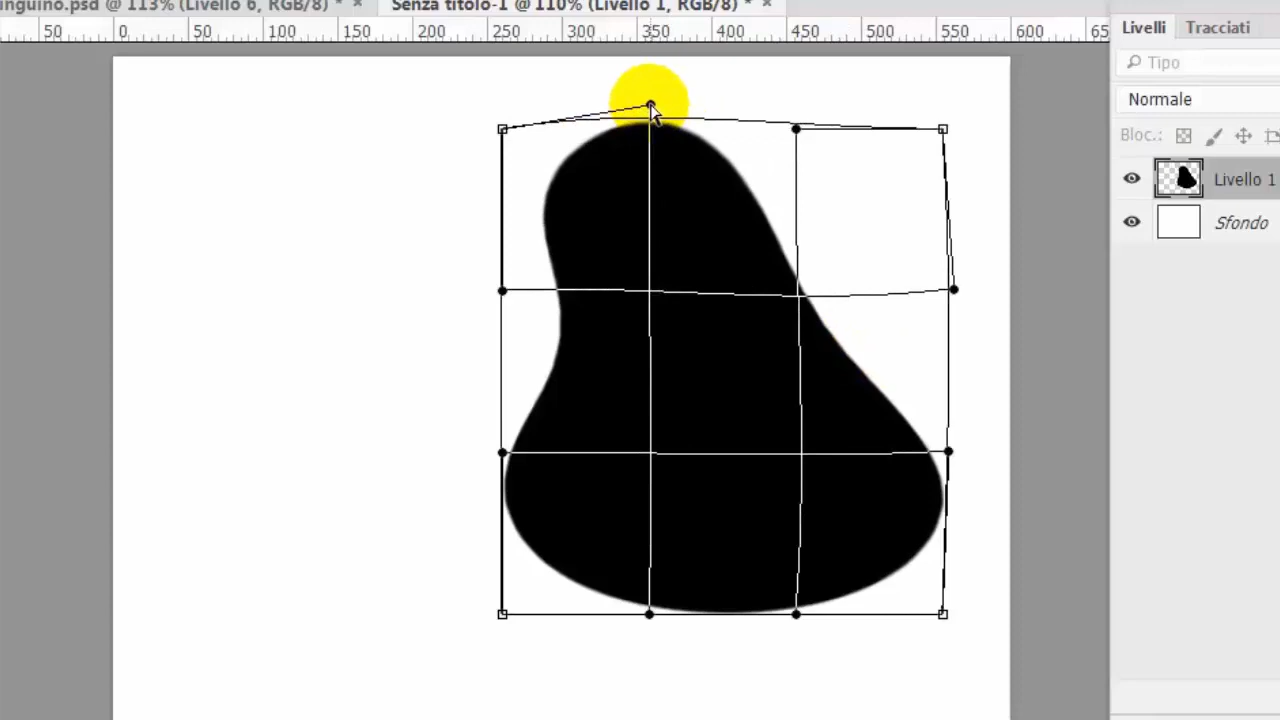 inguino.psd @ 113% (Livello 6, RGB/8) * × Senza titolo-1 @ 110% (Livello 1, RGB/8) * ×
50 0 50 100 150 200 250 300 350 400 450 500 550 600 65
Livelli Tracciati
Tipo
Normale
Bloc.:
Livello 1
Sfondo